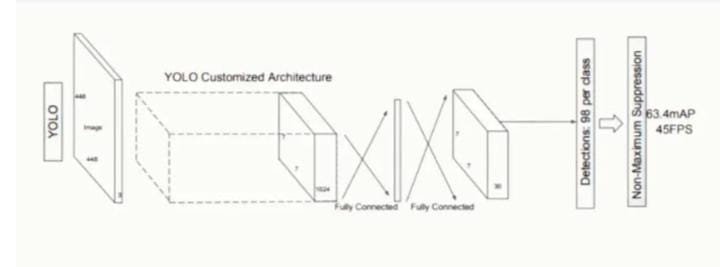 YOLO
448
Image
448
3
YOLO Customized Architecture
7
7
1024
Fully Connected
Fully Connected
7
7
30
Detections: 98 per class
Non-Maximum Suppression
63.4mAP
45FPS